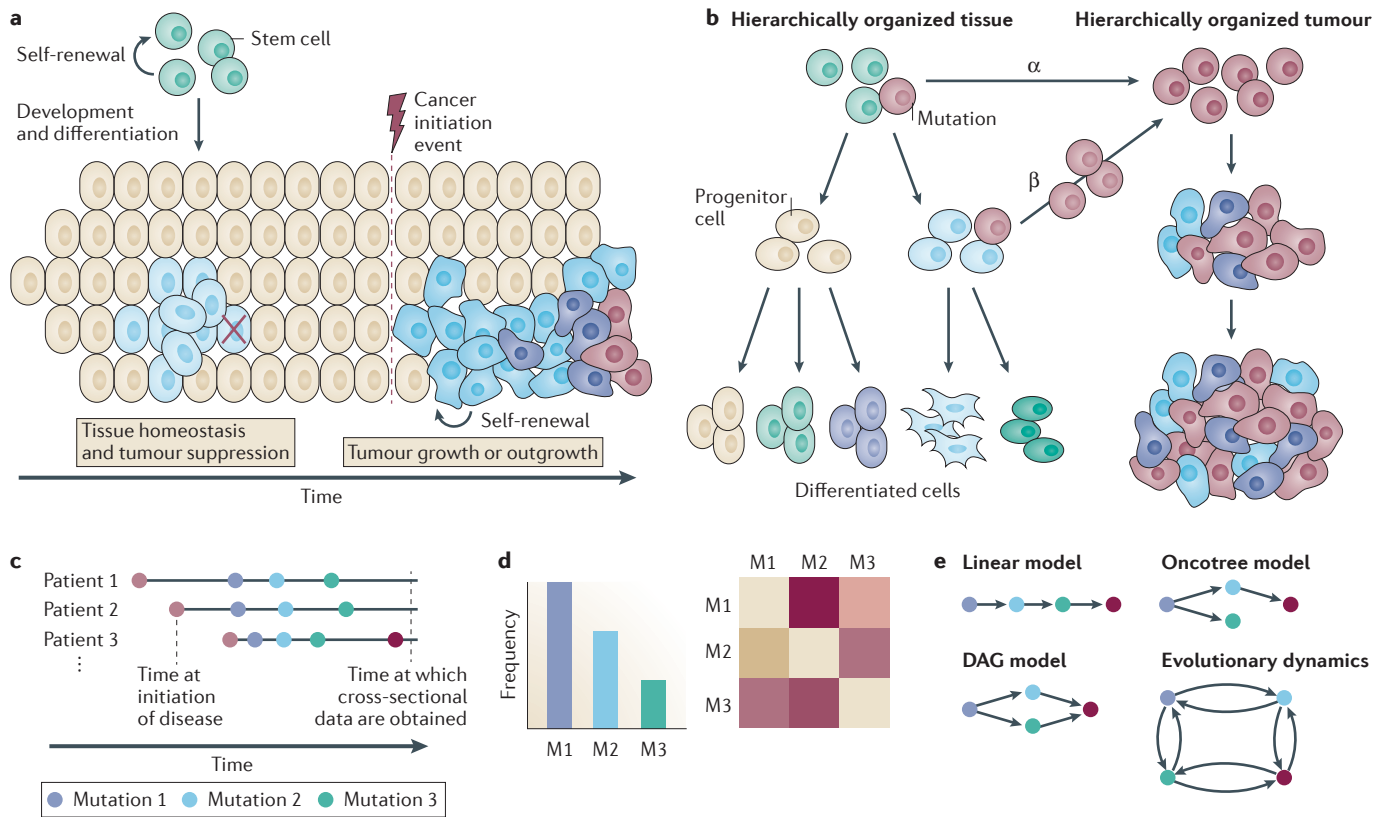 a
Self-renewal
Stem cell
Development
and differentiation
Cancer
initiation
event
Self-renewal
Tissue homeostasis
and tumour suppression
Tumour growth or outgrowth
Time
b
Hierarchically organized tissue
Hierarchically organized tumour
α
Mutation
β
Progenitor
cell
Differentiated cells
c
Patient 1
Patient 2
Patient 3
⋮
Time at
initiation
of disease
Time at which
cross-sectional
data are obtained
Time
Mutation 1
Mutation 2
Mutation 3
d
Frequency
M1 M2 M3
M1 M2 M3
M1
M2
M3
e
Linear model
Oncotree model
DAG model
Evolutionary dynamics